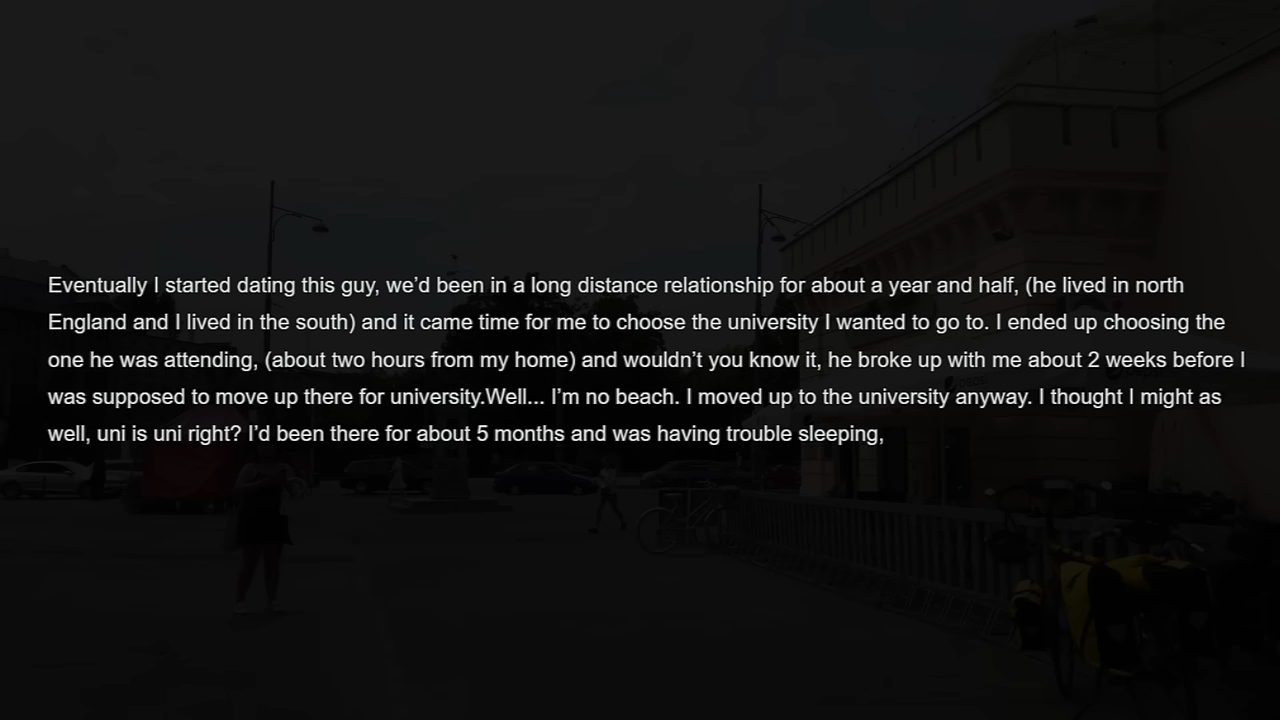 Eventually I started dating this guy, we’d been in a long distance relationship for about a year and half, (he lived in north
England and I lived in the south) and it came time for me to choose the university I wanted to go to. I ended up choosing the
one he was attending, (about two hours from my home) and wouldn’t you know it, he broke up with me about 2 weeks before I
was supposed to move up there for university.Well... I’m no beach. I moved up to the university anyway. I thought I might as
well, uni is uni right? I’d been there for about 5 months and was having trouble sleeping,